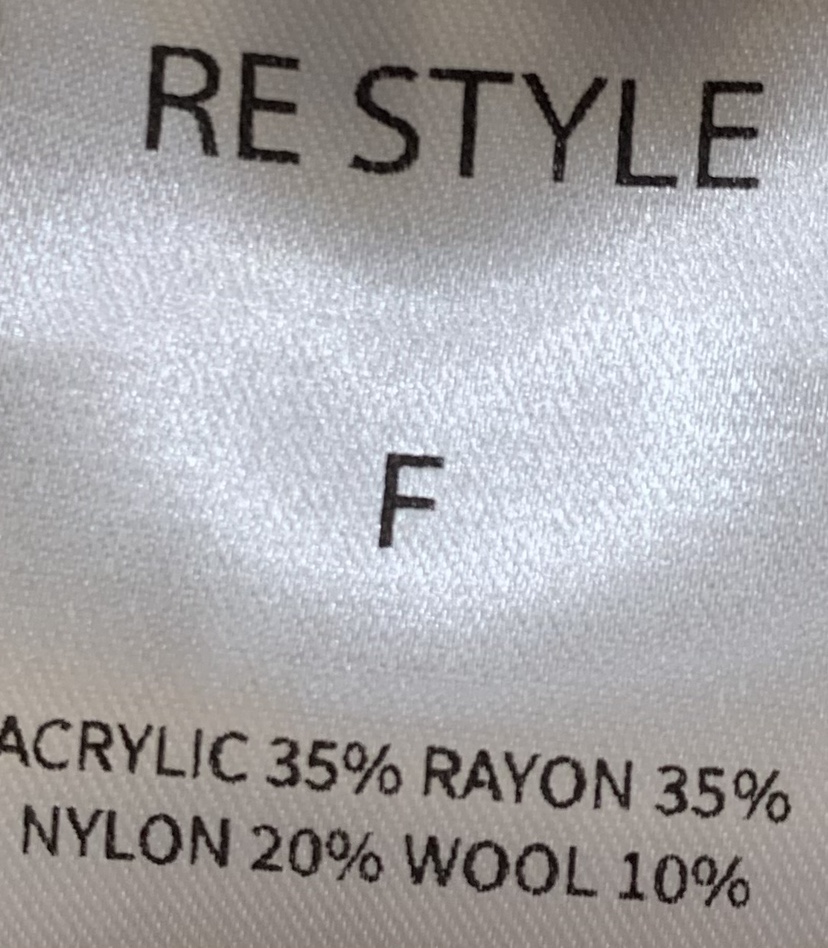 RE STYLE
F
ACRYLIC 35% RAYON 35%
NYLON 20% WOOL 10%